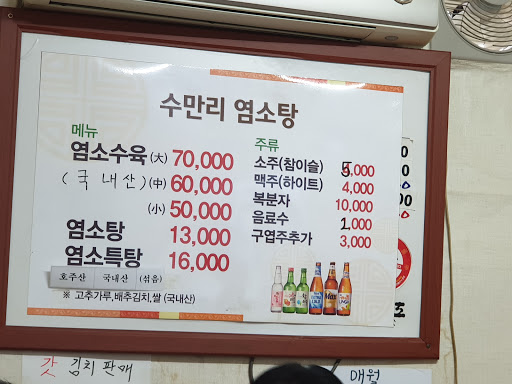 수만리 염소탕
메뉴
염소수육 (大) 70,000
(국내산) (中) 60,000
(小) 50,000
염소탕 13,000
염소특탕 16,000
호주산 국내산 (섞음)
※ 고추가루,배추김치,쌀 (국내산)
주류
소주(참이슬) 5,000
맥주(하이트) 4,000
복분자 10,000
음료수 1,000
구엽주추가 3,000
Max
갓 김치 판매
매월